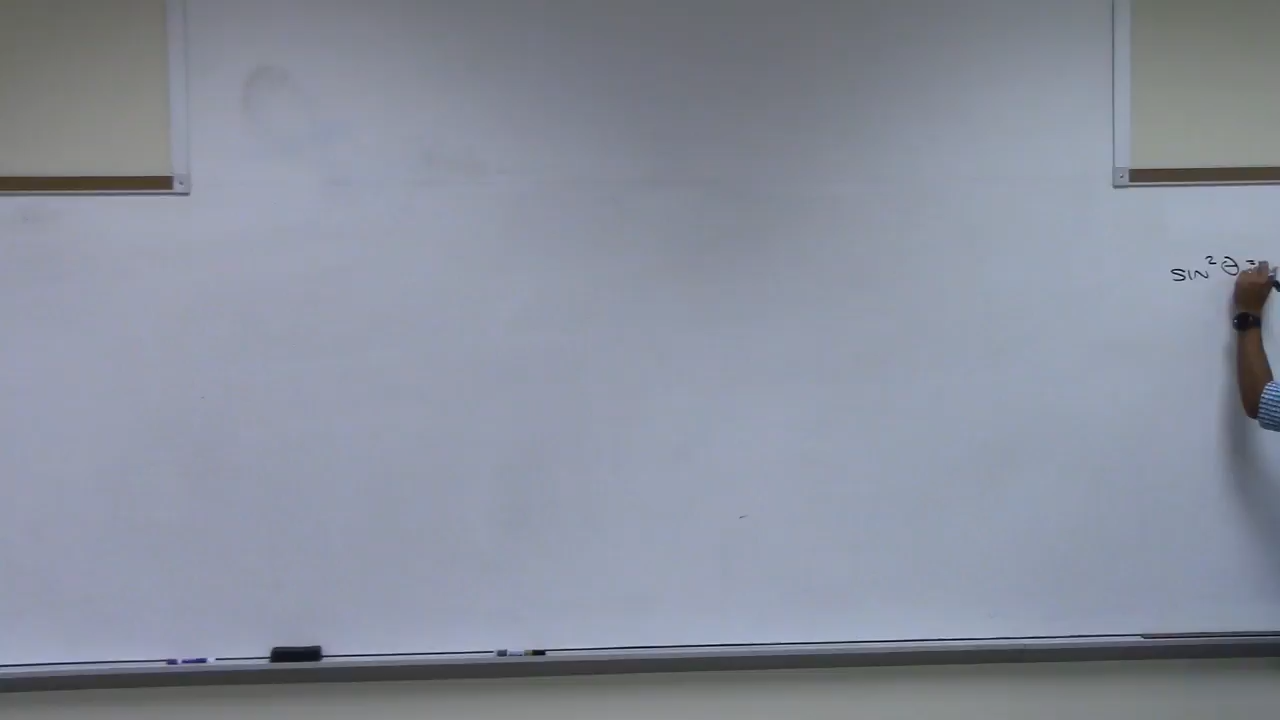 sin²θ =